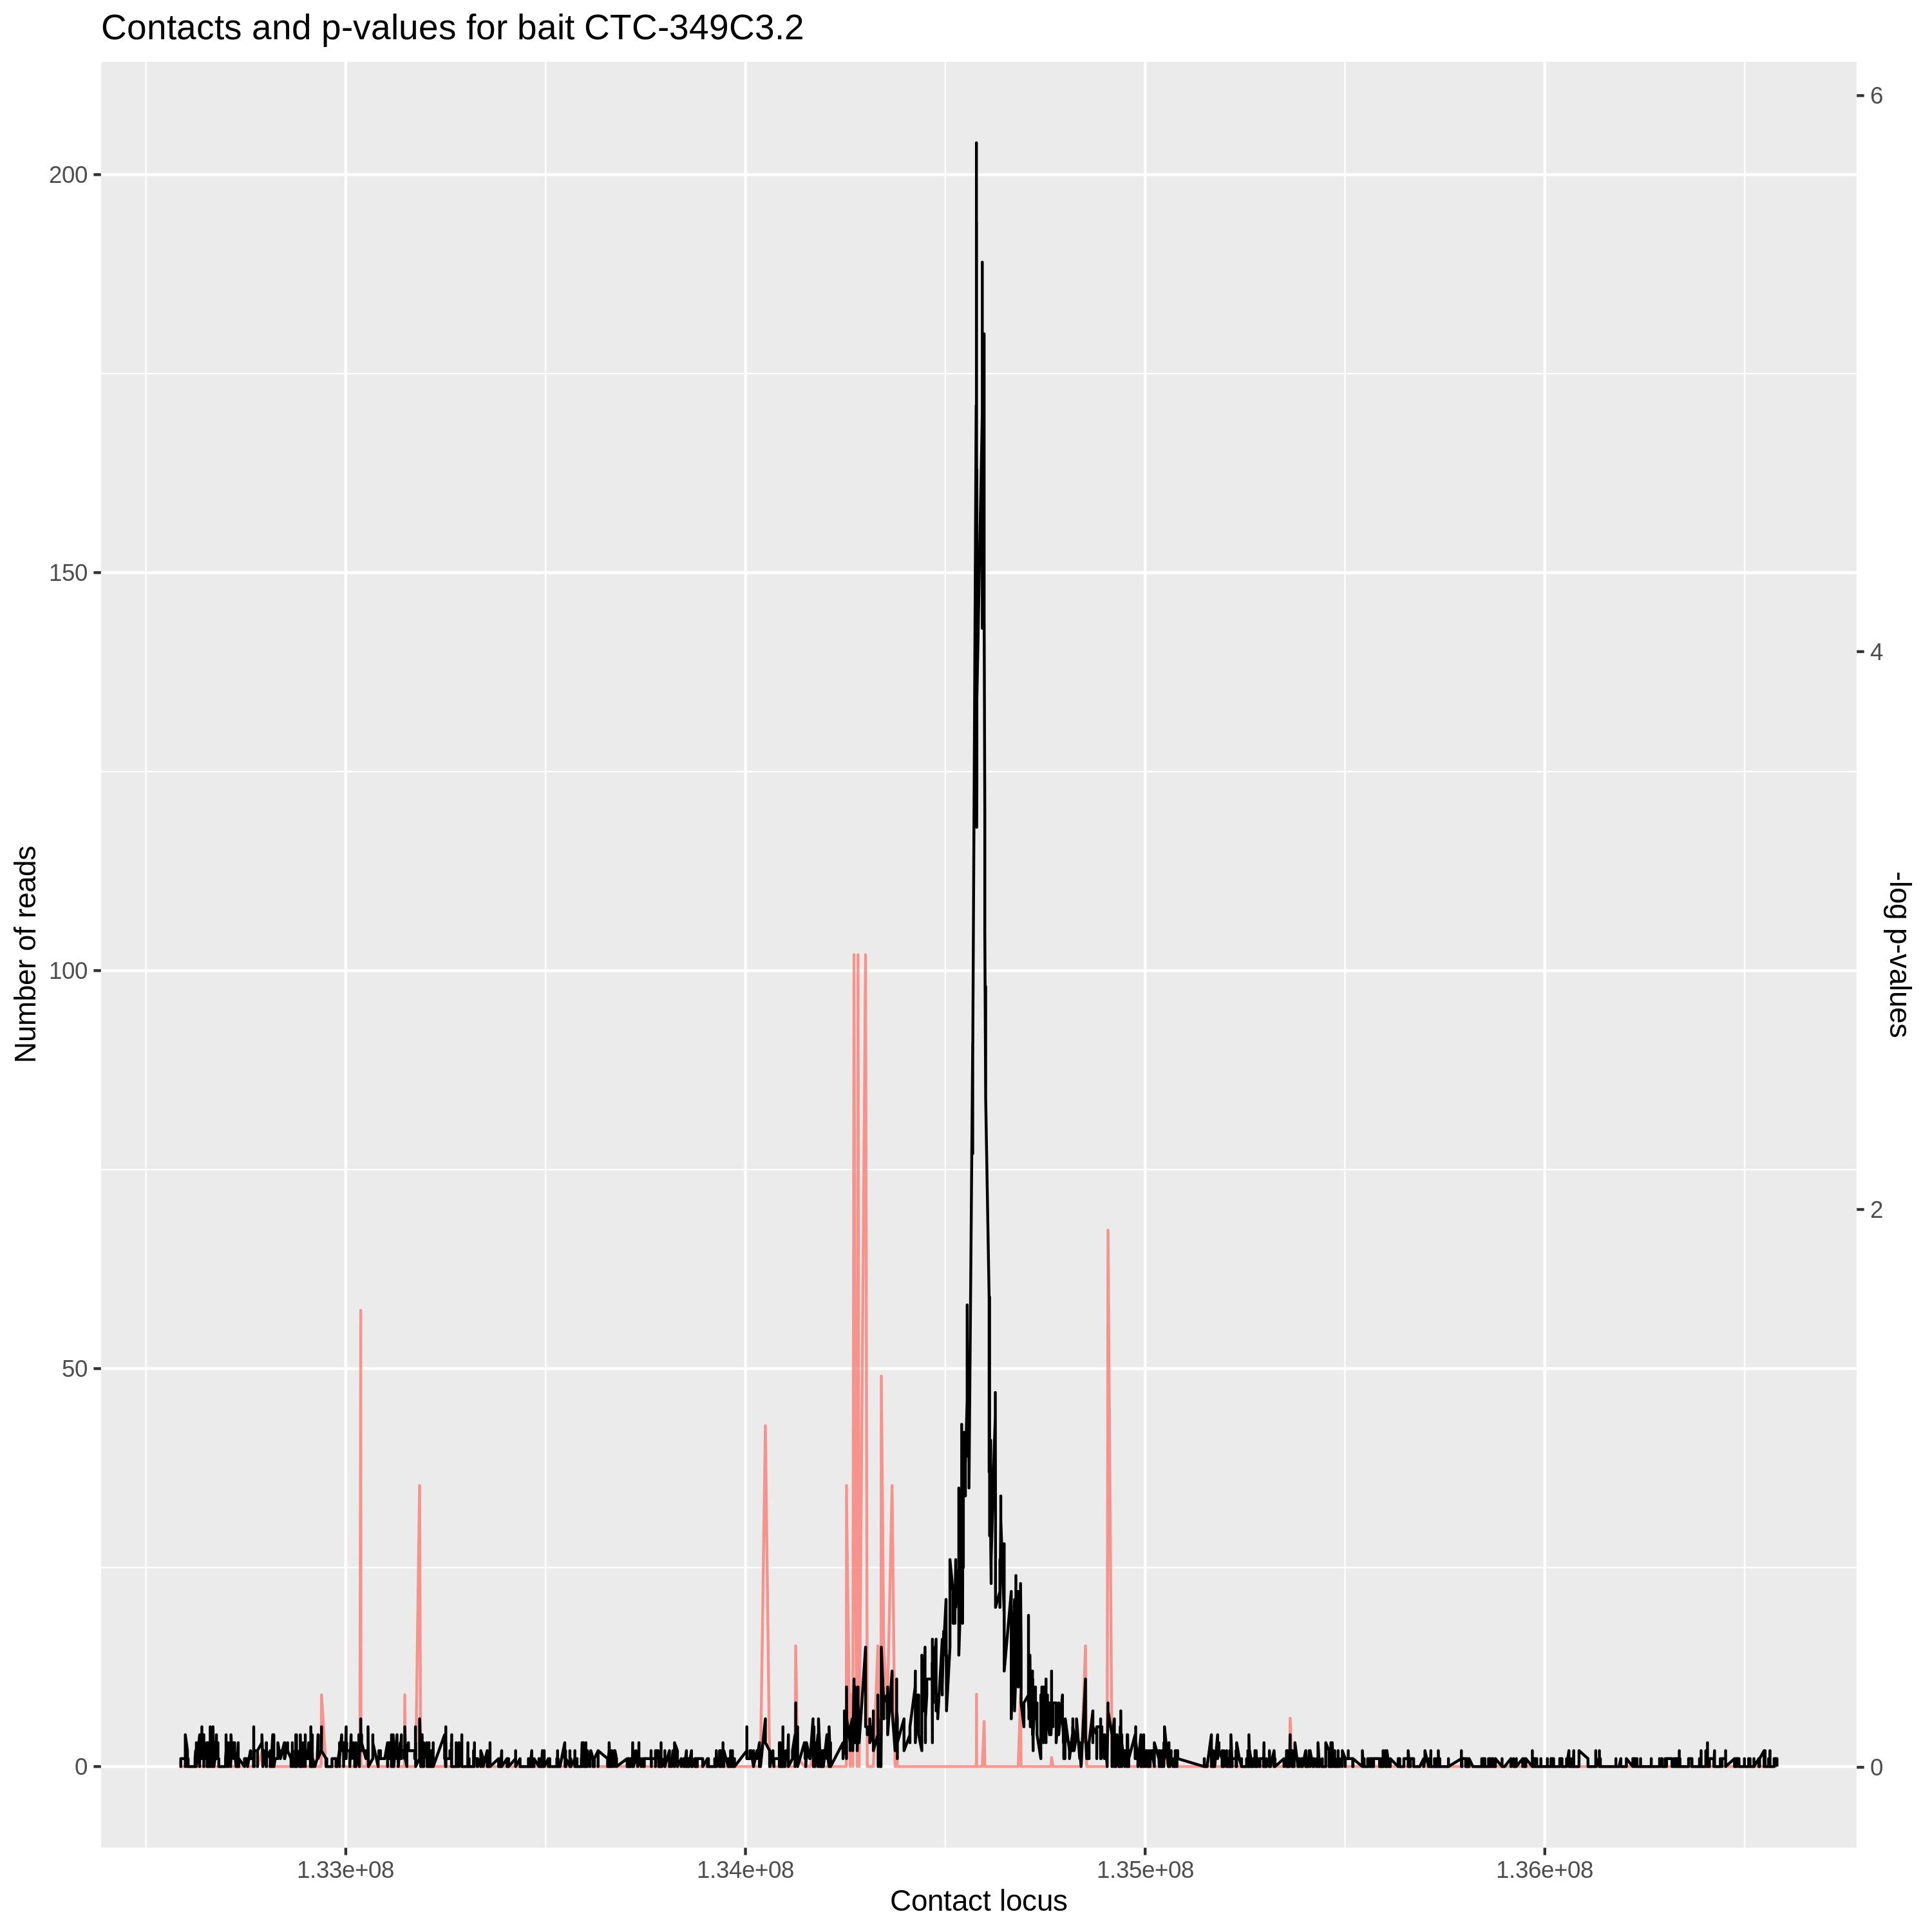 Contacts and p-values for bait CTC-349C3.2
200
150
100
50
0
Number of reads
6
4
2
0
-log p-values
1.33e+08
1.34e+08
1.35e+08
1.36e+08
Contact locus